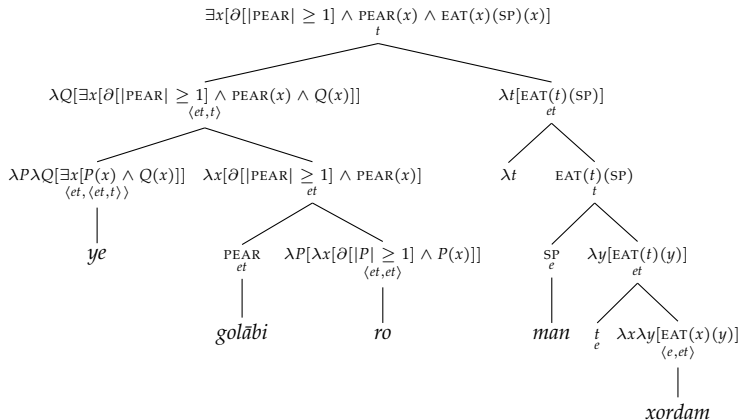 ∃x[∂[|PEAR| ≥ 1] ∧ PEAR(x) ∧ EAT(x)(SP)(x)]
t
λQ[∃x[∂[|PEAR| ≥ 1] ∧ PEAR(x) ∧ Q(x)]] λt[EAT(t)(SP)]
⟨et,t⟩ et
λPλQ[∃x[P(x) ∧ Q(x)]] λx[∂[|PEAR| ≥ 1] ∧ PEAR(x)] λt EAT(t)(SP)
⟨et,⟨et,t⟩⟩ et t
ye PEAR λP[λx[∂[|P| ≥ 1] ∧ P(x)]] SP λy[EAT(t)(y)]
et ⟨et,et⟩ e et
golābi ro man t λxλy[EAT(x)(y)]
e ⟨e,et⟩
xordam